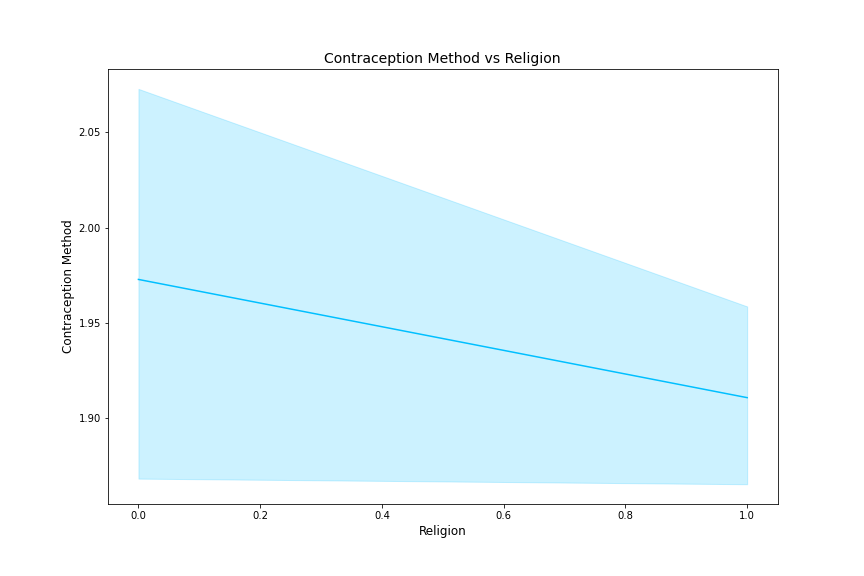 Contraception Method vs Religion
Contraception Method
2.05
2.00
1.95
1.90
0.0 0.2 0.4 0.6 0.8 1.0
Religion